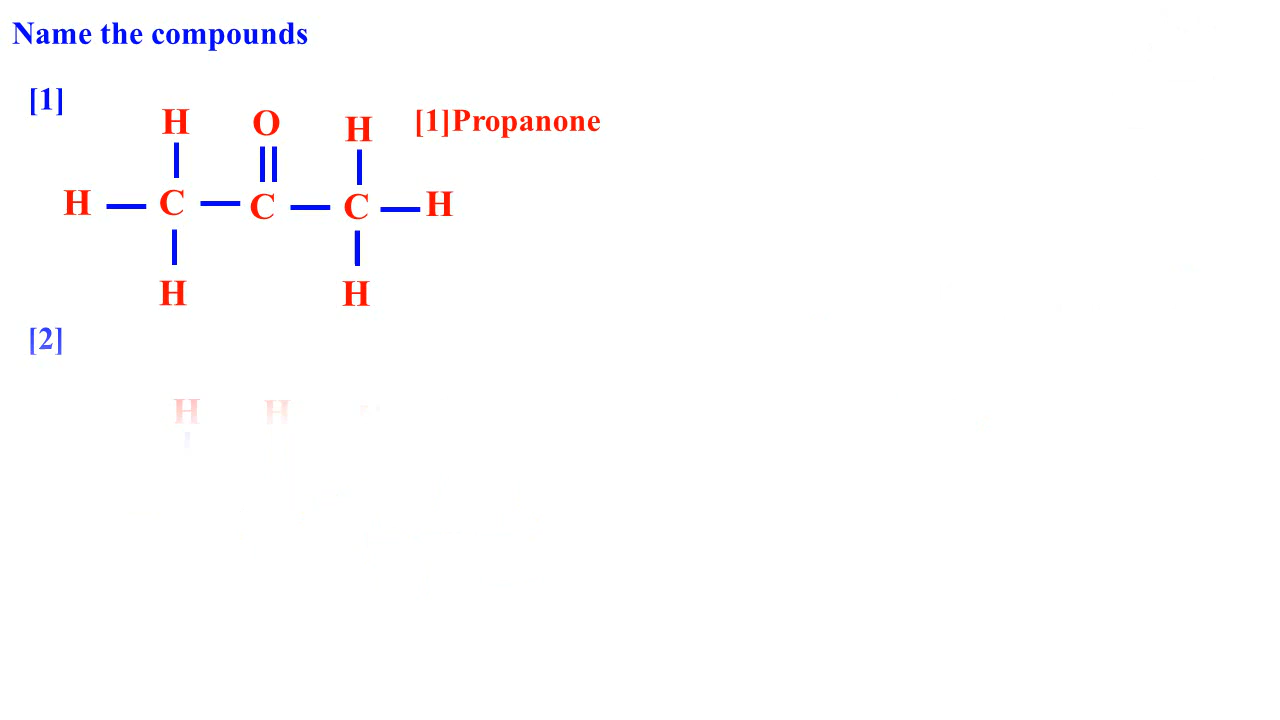 Name the compounds
[1]
H O H [1]Propanone
H C C C H
H H
[2]
H H